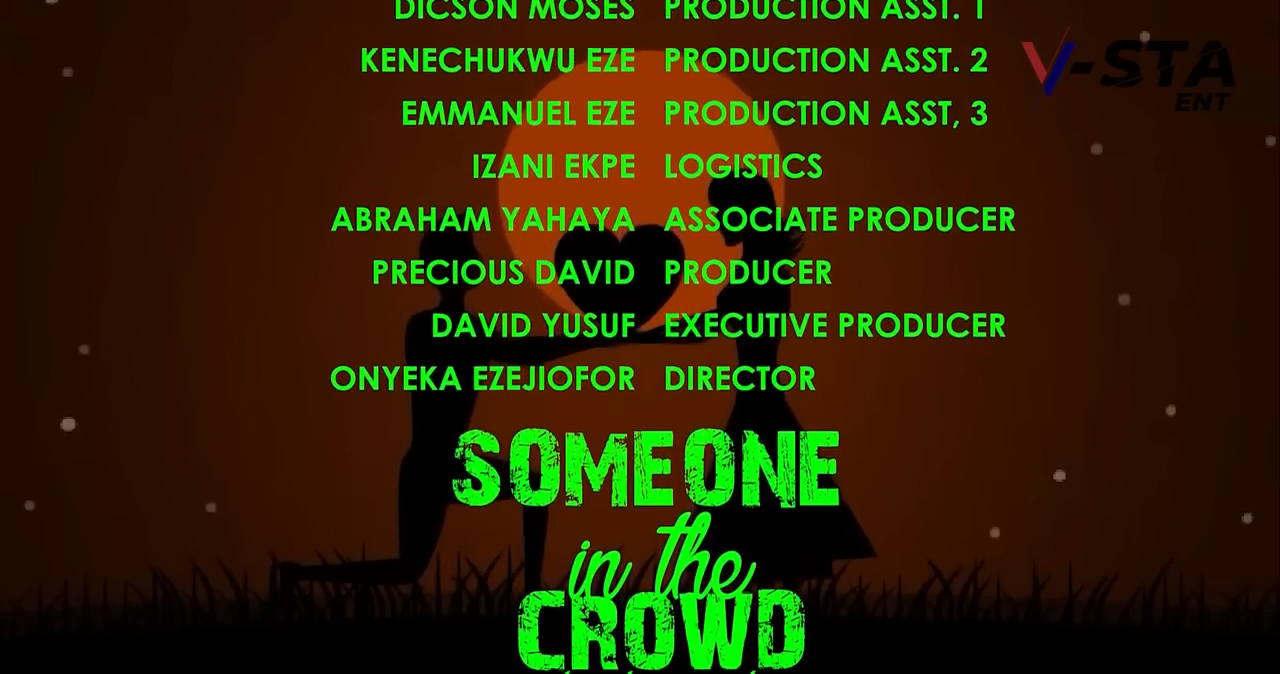 DICSON MOSES PRODUCTION ASST. 1
KENECHUKWU EZE PRODUCTION ASST. 2
EMMANUEL EZE PRODUCTION ASST, 3
IZANI EKPE LOGISTICS
ABRAHAM YAHAYA ASSOCIATE PRODUCER
PRECIOUS DAVID PRODUCER
DAVID YUSUF EXECUTIVE PRODUCER
ONYEKA EZEJIOFOR DIRECTOR
SOMEONE
in the
CROWD
V-STA
ENT